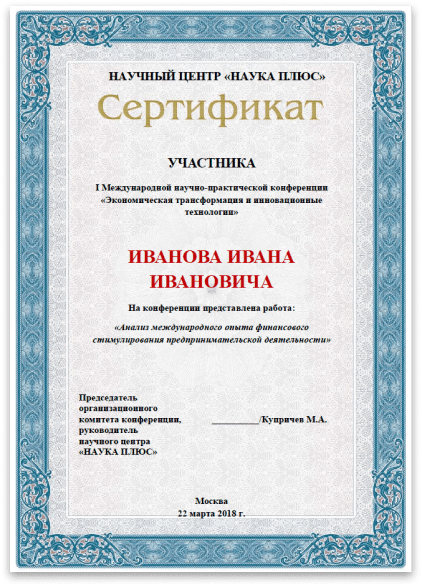 НАУЧНЫЙ ЦЕНТР «НАУКА ПЛЮС»
Сертификат
УЧАСТНИКА
I Международной научно-практической конференции
«Экономическая трансформация и инновационные
технологии»
ИВАНОВА ИВАНА
ИВАНОВИЧА
На конференции представлена работа:
«Анализ международного опыта финансового
стимулирования предпринимательской деятельности»
Председатель
организационного
комитета конференции,
руководитель
научного центра
«НАУКА ПЛЮС»
__________/Купричев М.А.
Москва
22 марта 2018 г.